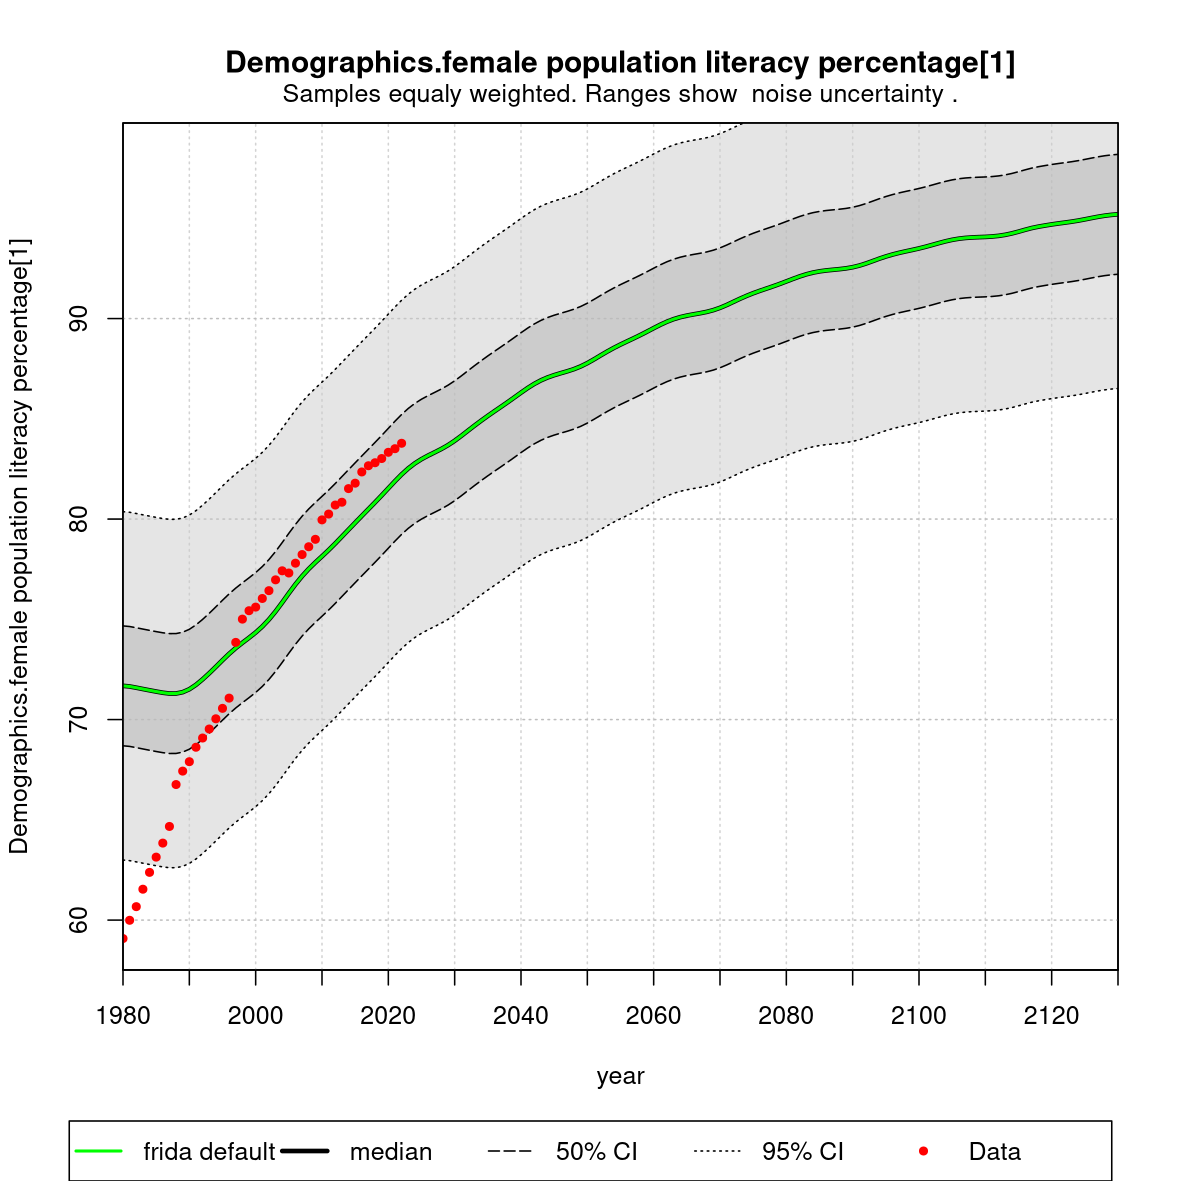 Demographics.female population literacy percentage[1]
Samples equaly weighted. Ranges show  noise uncertainty .
Demographics.female population literacy percentage[1]
90
80
70
60
1980 2000 2020 2040 2060 2080 2100 2120
year
frida default median 50% CI 95% CI Data